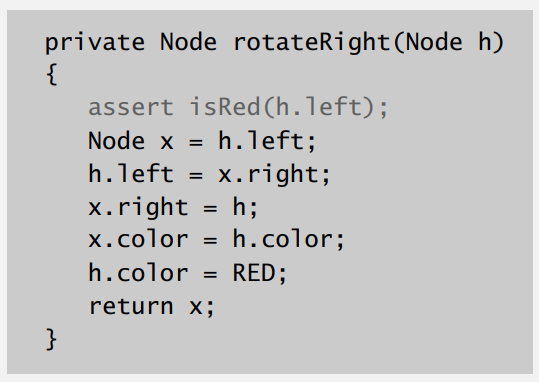 private Node rotateRight(Node h)
{
assert isRed(h.left);
Node x = h.left;
h.left = x.right;
x.right = h;
x.color = h.color;
h.color = RED;
return x;
}